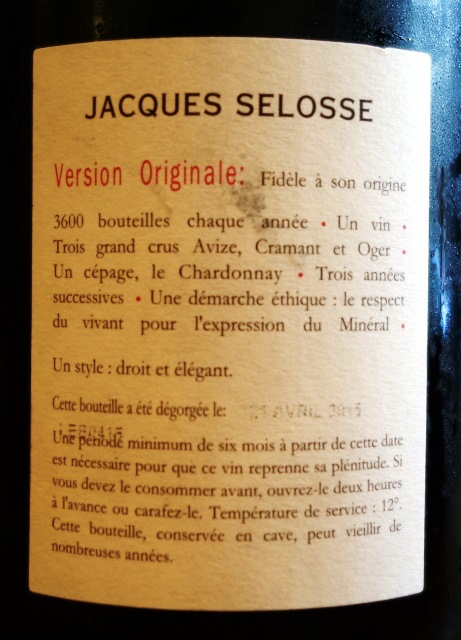 JACQUES SELOSSE
Version Originale: Fidèle à son origine
3600 bouteilles chaque année • Un vin •
Trois grand crus Avize, Cramant et Oger •
Un cépage, le Chardonnay • Trois années
successives • Une démarche éthique : le respect
du vivant pour l'expression du Minéral •
Un style : droit et élégant.
Cette bouteille a été dégorgée le: AVRIL
Une période minimum de six mois à partir de cette date
est nécessaire pour que ce vin reprenne sa plénitude. Si
vous devez le consommer avant, ouvrez-le deux heures
à l'avance ou carafez-le. Température de service : 12°.
Cette bouteille, conservée en cave, peut vieillir de
nombreuses années.